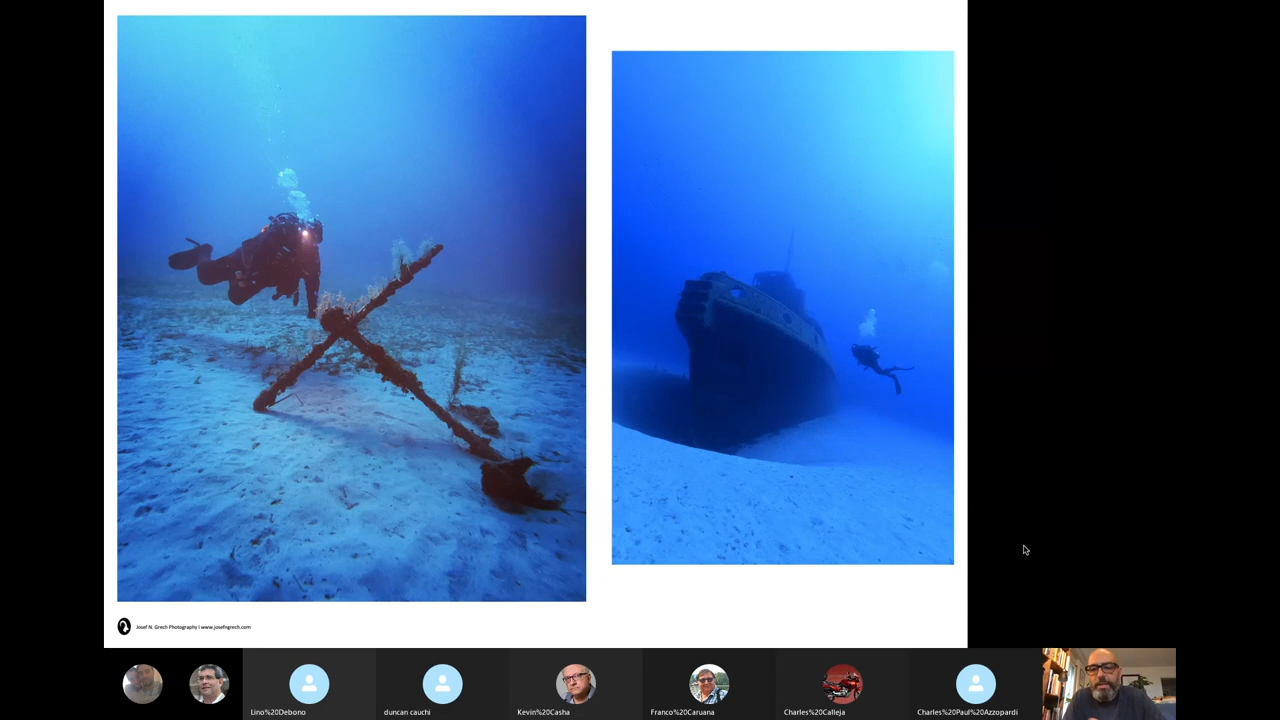 Josef N. Grech Photography I www.josefngrech.com
Lino%20Debono
duncan cauchi
Kevin%20Casha
Franco%20Caruana
Charles%20Calleja
Charles%20Paul%20Azzopardi